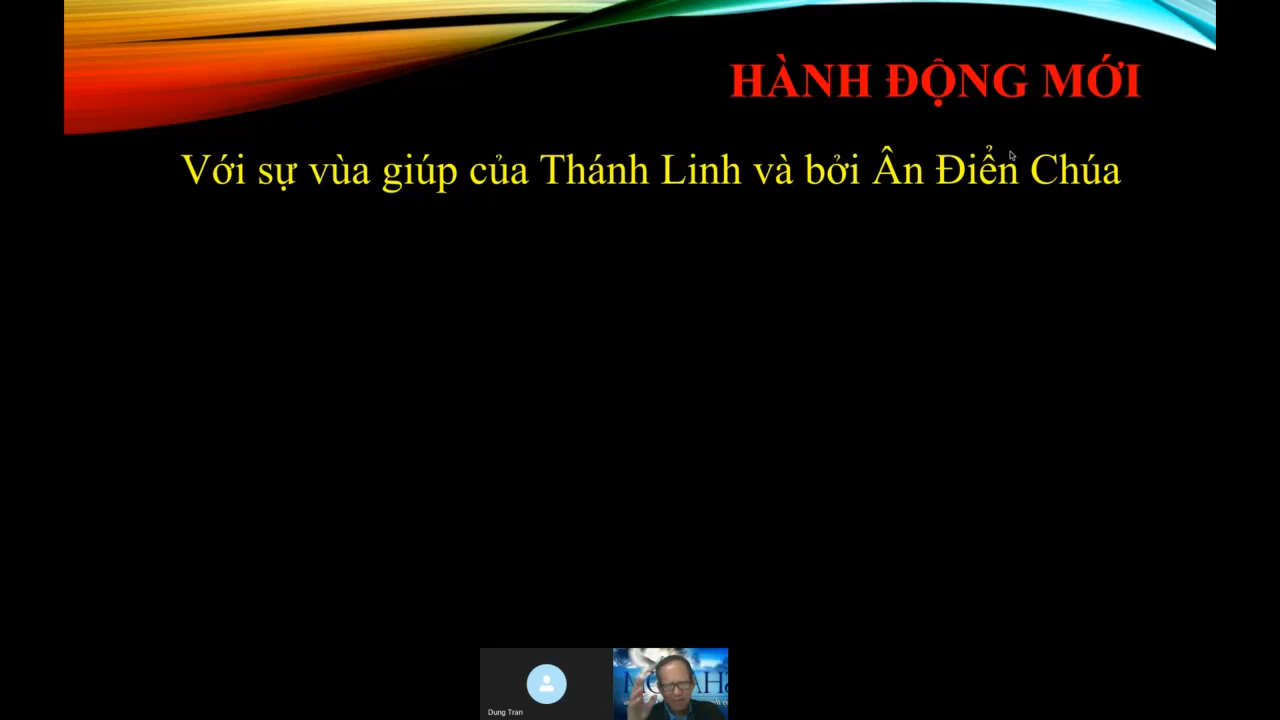 HÀNH ĐỘNG MỚI
Với sự vùa giúp của Thánh Linh và bởi Ân Điển Chúa
Dung Tran